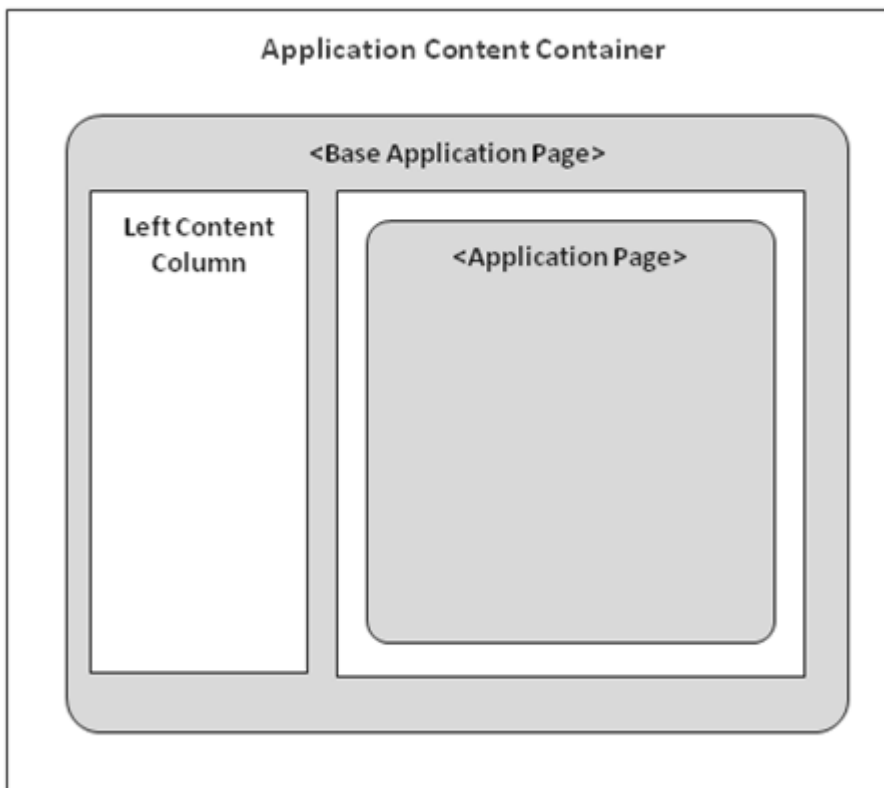 Application Content Container
<Base Application Page>
Left Content
Column
<Application Page>